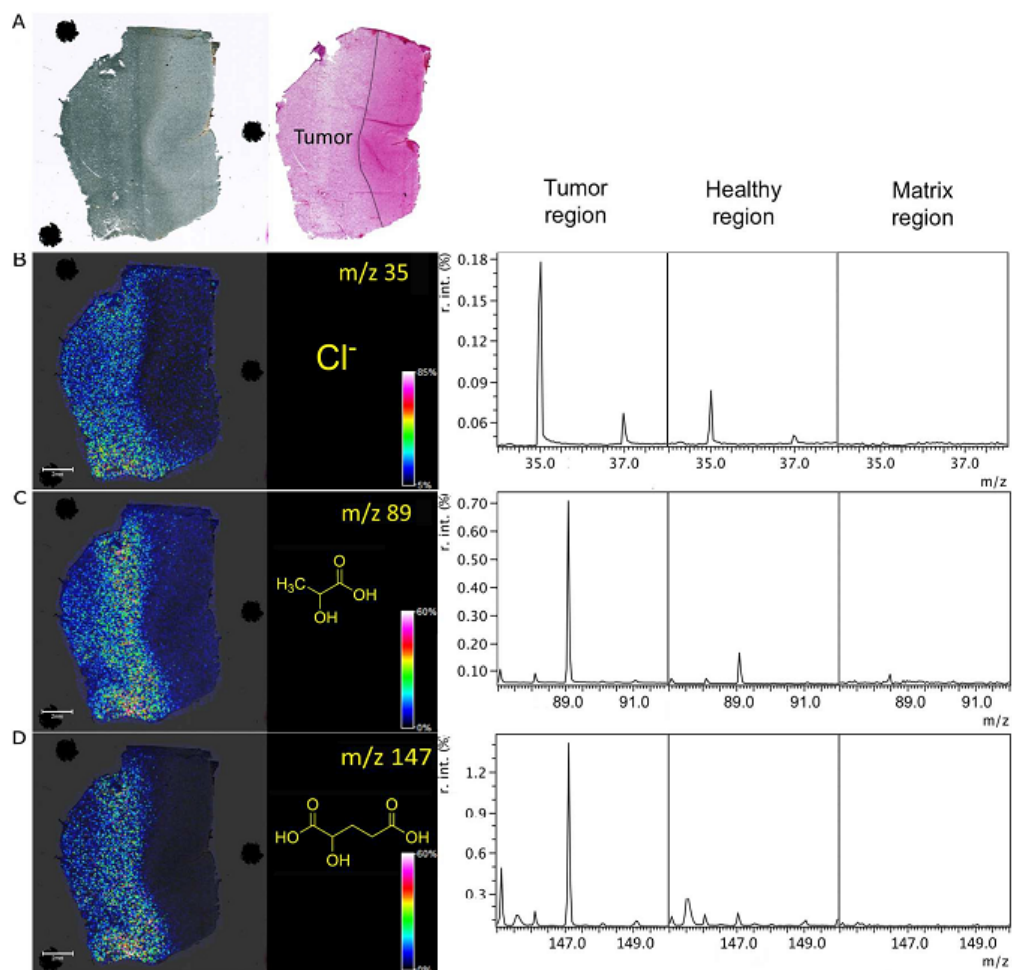 A
Tumor
Tumor region
Healthy region
Matrix region
B
m/z 35
Cl-
85%
5%
2mm
r. int. (%)
0.18
0.15
0.12
0.09
0.06
35.0 37.0 35.0 37.0 35.0 37.0
m/z
C
m/z 89
H3C
O
OH
OH
60%
0%
2mm
r. int. (%)
0.70
0.60
0.50
0.40
0.30
0.20
0.10
89.0 91.0 89.0 91.0 89.0 91.0
m/z
D
m/z 147
O
O
HO
OH
OH
60%
0%
2mm
r. int. (%)
1.2
0.9
0.6
0.3
147.0 149.0 147.0 149.0 147.0 149.0
m/z